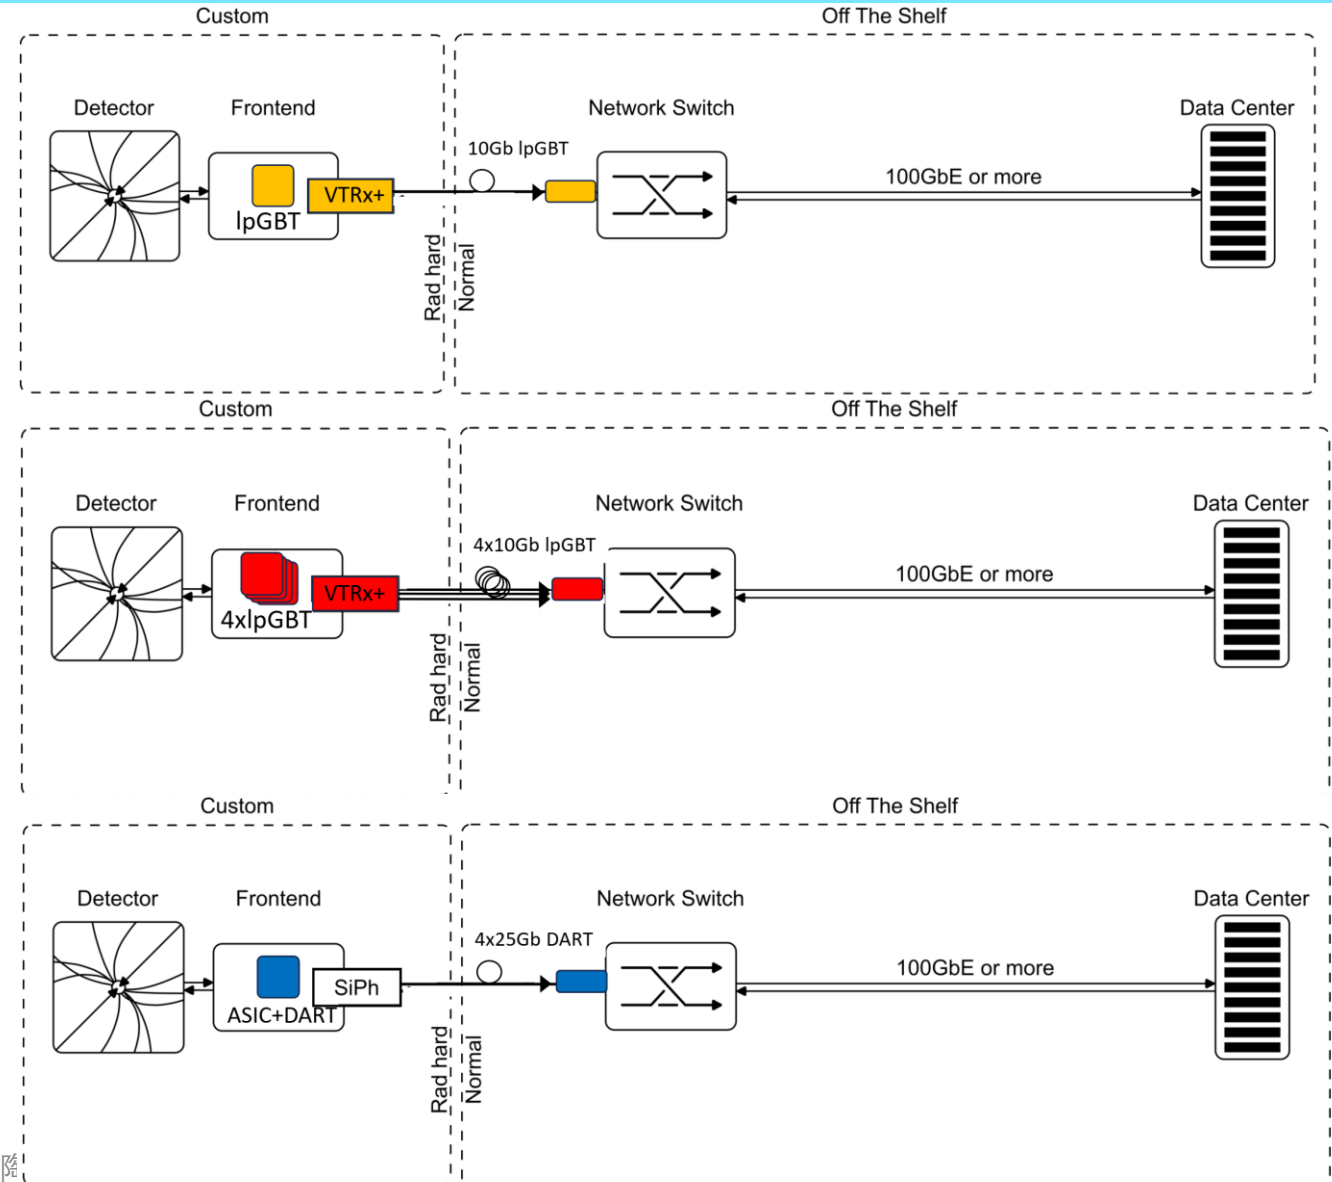 Custom
Off The Shelf
Detector
Frontend
Network Switch
Data Center
10Gb lpGBT
100GbE or more
VTRx+
lpGBT
Rad hard
Normal
Custom
Off The Shelf
Detector
Frontend
Network Switch
Data Center
4x10Gb lpGBT
100GbE or more
VTRx+
4xlpGBT
Rad hard
Normal
Custom
Off The Shelf
Detector
Frontend
Network Switch
Data Center
4x25Gb DART
100GbE or more
SiPh
ASIC+DART
Rad hard
Normal